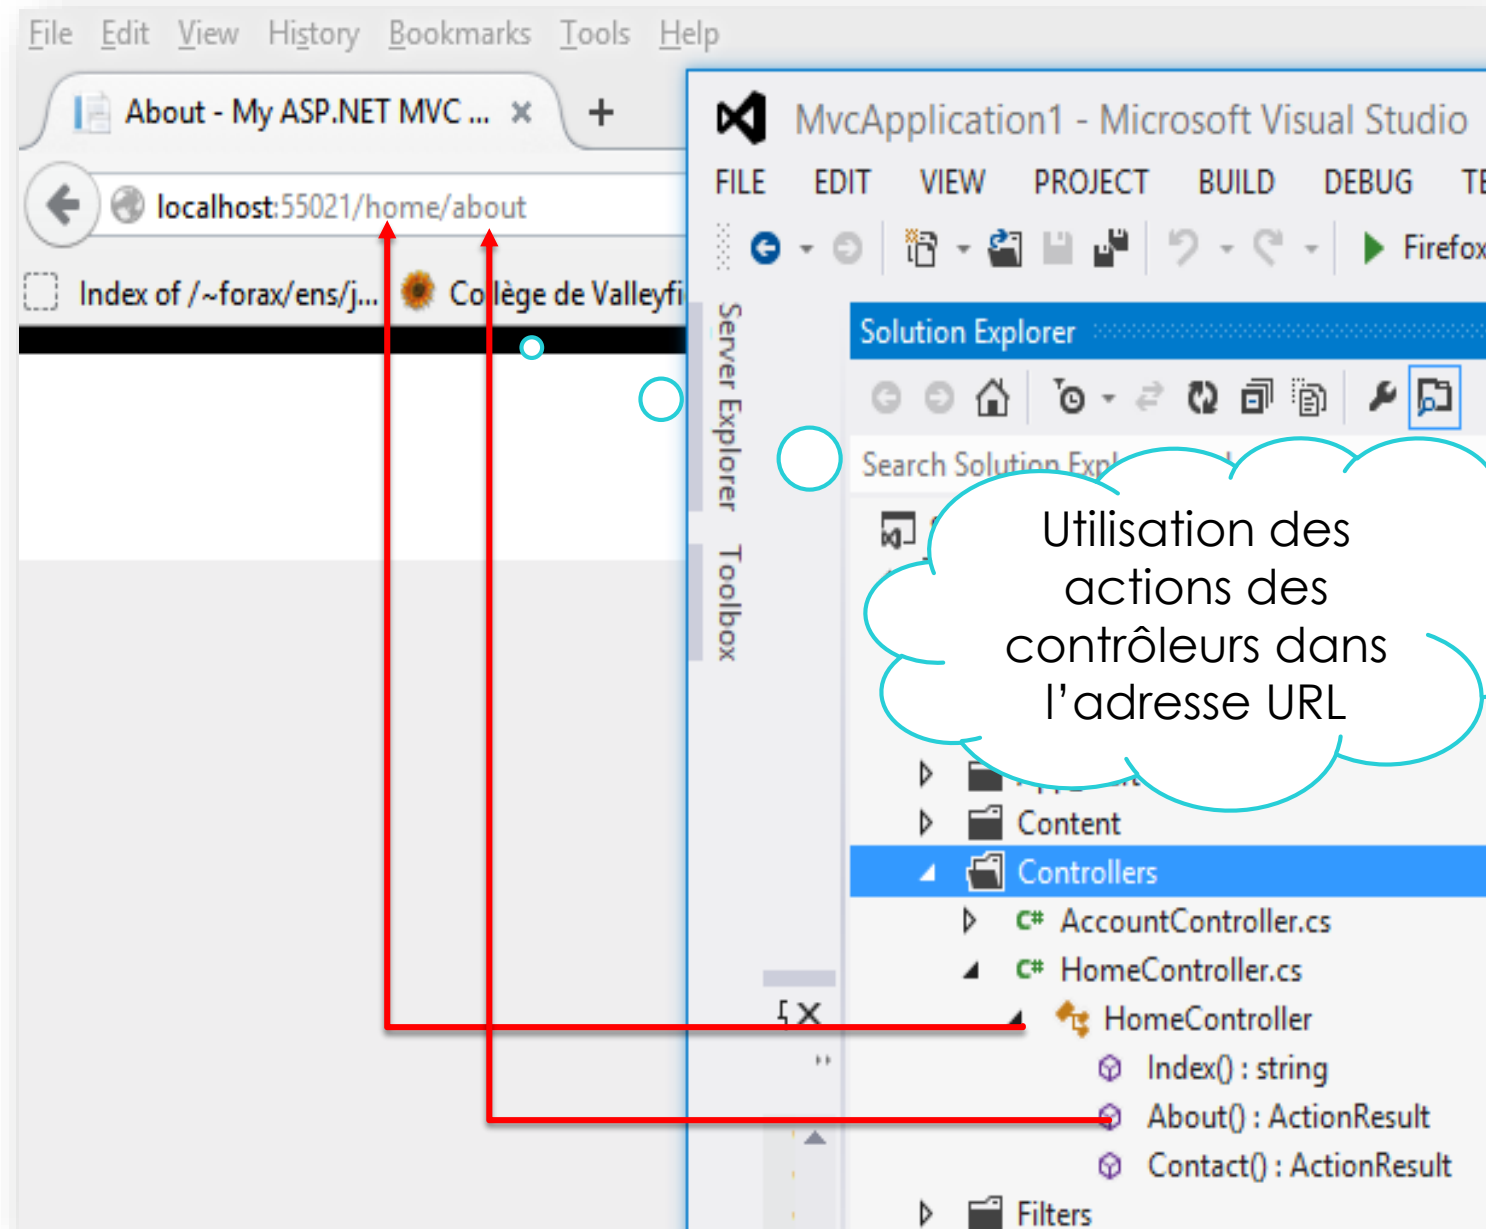 File Edit View History Bookmarks Tools Help
About - My ASP.NET MVC ...
localhost:55021/home/about
Index of /~forax/ens/j... Collège de Valleyfi
MvcApplication1 - Microsoft Visual Studio
FILE EDIT VIEW PROJECT BUILD DEBUG TE
Firefox
Server Explorer
Toolbox
Solution Explorer
Search Solution
Utilisation des
actions des
contrôleurs dans
l’adresse URL
Content
Controllers
C# AccountController.cs
C# HomeController.cs
HomeController
Index() : string
About() : ActionResult
Contact() : ActionResult
Filters